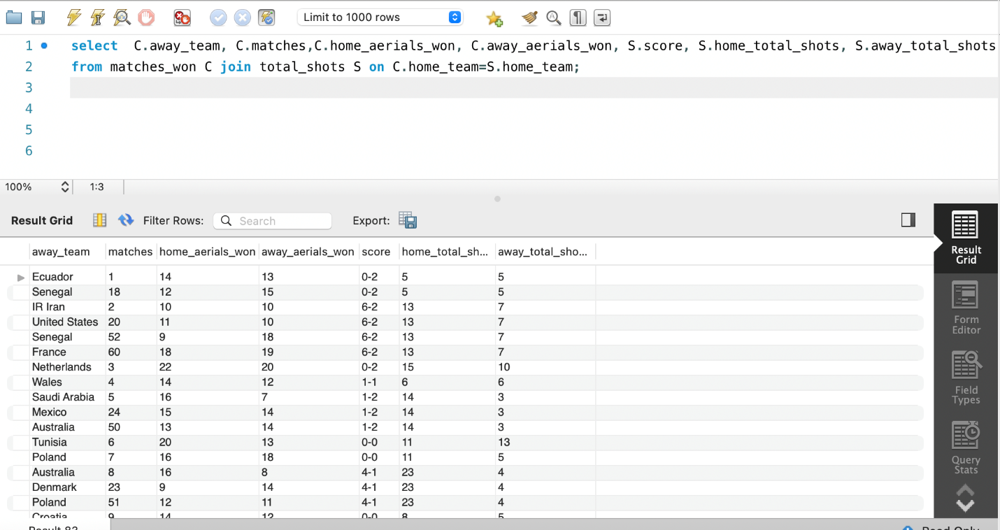 Limit to 1000 rows
1 select  C.away_team, C.matches,C.home_aerials_won, C.away_aerials_won, S.score, S.home_total_shots, S.away_total_shots
2 from matches_won C join total_shots S on C.home_team=S.home_team;
3
4
5
6
100% 1:3
Result Grid Filter Rows: Search Export:
away_team matches home_aerials_won away_aerials_won score home_total_sh... away_total_sho...
Ecuador 1 14 13 0-2 5 5
Senegal 18 12 15 0-2 5 5
IR Iran 2 10 10 6-2 13 7
United States 20 11 10 6-2 13 7
Senegal 52 9 18 6-2 13 7
France 60 18 19 6-2 13 7
Netherlands 3 22 20 0-2 15 10
Wales 4 14 12 1-1 6 6
Saudi Arabia 5 16 7 1-2 14 3
Mexico 24 15 14 1-2 14 3
Australia 50 13 14 1-2 14 3
Tunisia 6 20 13 0-0 11 13
Poland 7 16 18 0-0 11 5
Australia 8 16 8 4-1 23 4
Denmark 23 9 14 4-1 23 4
Poland 51 12 11 4-1 23 4
Croatia 9 14 12 0-0 8 5
Result 83
Read Only
Result
Grid
Form
Editor
Field
Types
Query
Stats